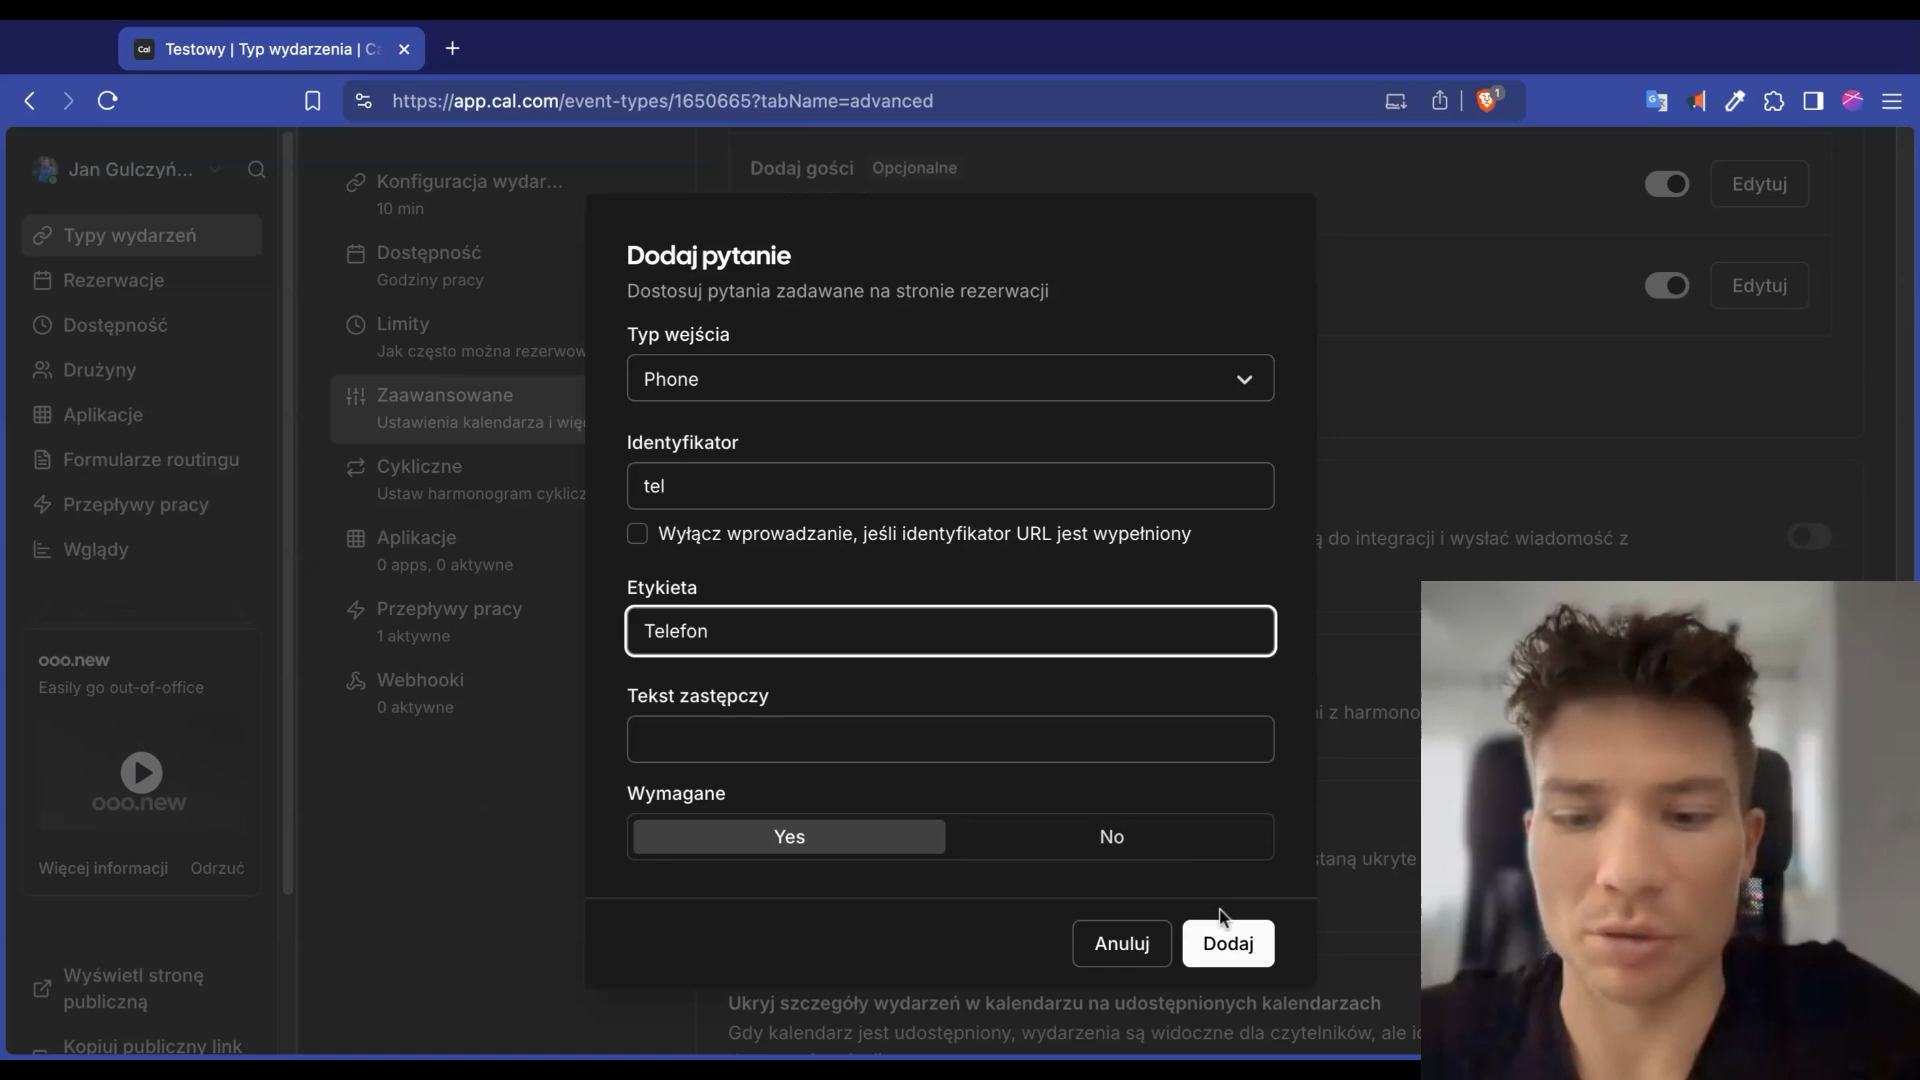 Cal
Testowy | Typ wydarzenia | Ca
https://app.cal.com/event-types/1650665?tabName=advanced
1
Jan Gulczyń...
Typy wydarzeń
Rezerwacje
Dostępność
Drużyny
Aplikacje
Formularze routingu
Przepływy pracy
Wglądy
ooo.new
Easily go out-of-office
ooo.new
Więcej informacji Odrzuć
Wyświetl stronę
publiczną
Kopiuj publiczny link
Konfiguracja wydar...
10 min
Dostępność
Godziny pracy
Limity
Jak często można rezerwow
Zaawansowane
Ustawienia kalendarza i wię
Cykliczne
Ustaw harmonogram cyklicz
Aplikacje
0 apps, 0 aktywne
Przepływy pracy
1 aktywne
Webhooki
0 aktywne
Dodaj gości Opcjonalne
Edytuj
Edytuj
Dodaj pytanie
Dostosuj pytania zadawane na stronie rezerwacji
Typ wejścia
Phone
Identyfikator
tel
Wyłącz wprowadzanie, jeśli identyfikator URL jest wypełniony
Etykieta
Telefon
Tekst zastępczy
Wymagane
Yes No
Anuluj Dodaj
ą do integracji i wysłać wiadomość z
i z harmono
staną ukryte
Ukryj szczegóły wydarzeń w kalendarzu na udostępnionych kalendarzach
Gdy kalendarz jest udostępniony, wydarzenia są widoczne dla czytelników, ale ic